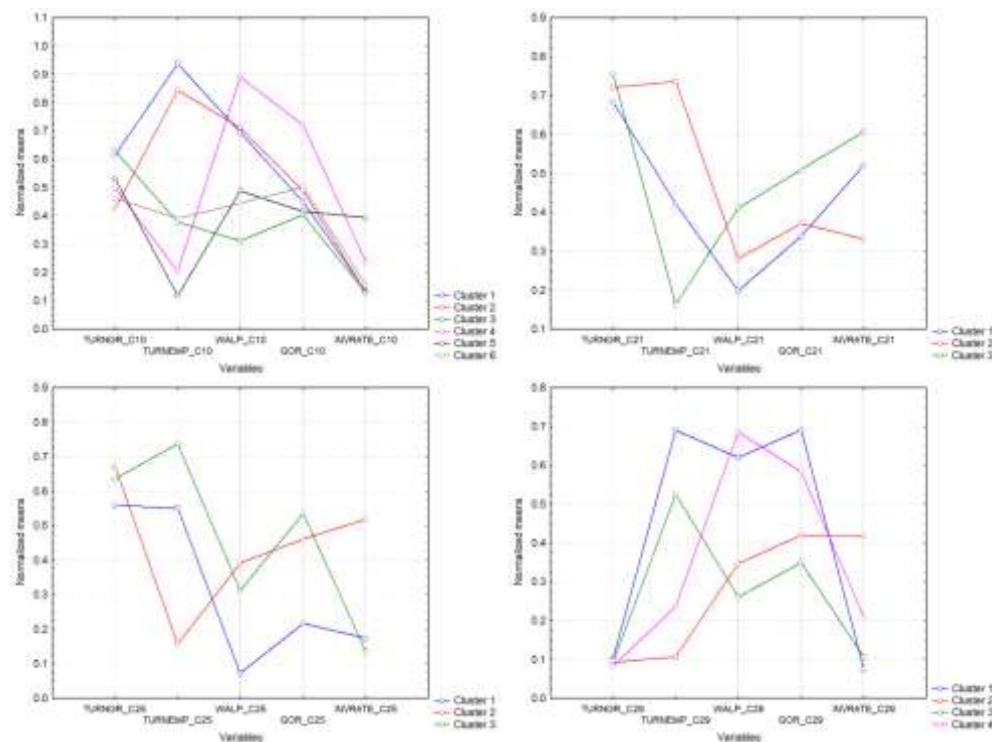 1.1
1.0
0.9
0.8
0.7
0.6
0.5
0.4
0.3
0.2
0.1
0.0
Normalized means
TURNGR_C10 WALP_C10 INVRATE_C10
TURNEMP_C10 GOR_C10
Variables
Cluster 1
Cluster 2
Cluster 3
Cluster 4
Cluster 5
Cluster 6
0.9
0.8
0.7
0.6
0.5
0.4
0.3
0.2
0.1
Normalized means
TURNGR_C21 WALP_C21 INVRATE_C21
TURNEMP_C21 GOR_C21
Variables
Cluster 1
Cluster 2
Cluster 3
0.9
0.8
0.7
0.6
0.5
0.4
0.3
0.2
0.1
0.0
Normalized means
TURNGR_C25 WALP_C25 INVRATE_C25
TURNEMP_C25 GOR_C25
Variables
Cluster 1
Cluster 2
Cluster 3
0.8
0.7
0.6
0.5
0.4
0.3
0.2
0.1
0.0
Normalized means
TURNGR_C29 WALP_C29 INVRATE_C29
TURNEMP_C29 GOR_C29
Variables
Cluster 1
Cluster 2
Cluster 3
Cluster 4